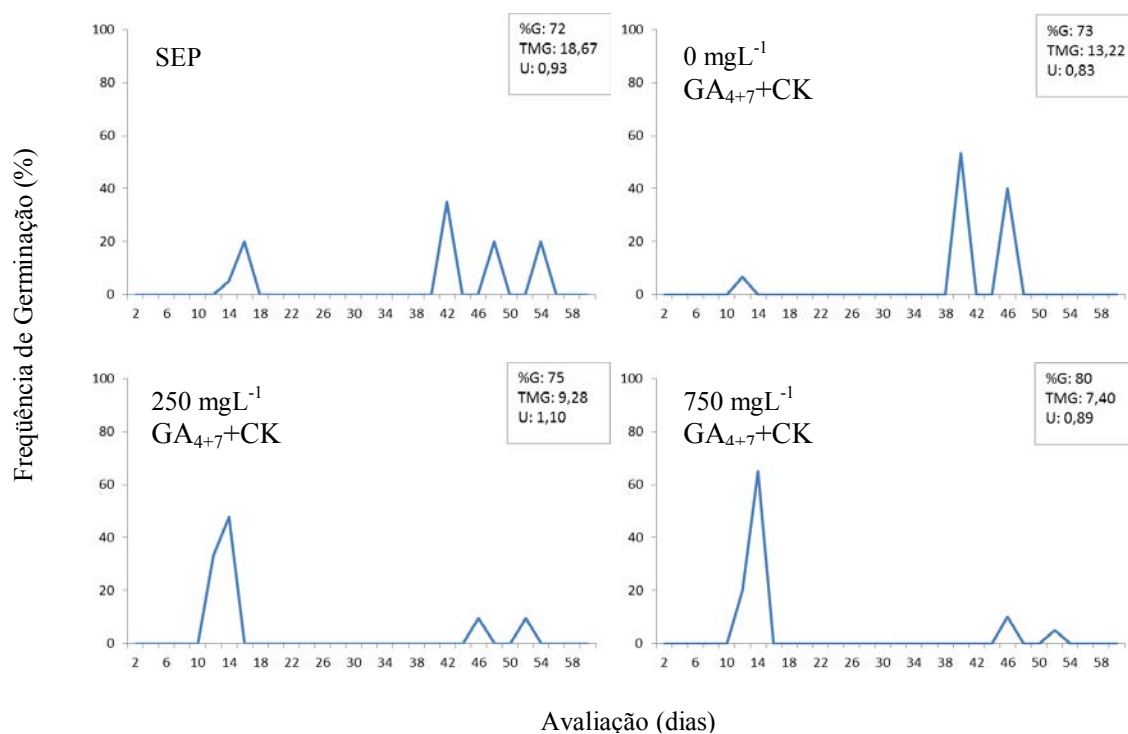 Freqüência de Germinação (%)
SEP
%G: 72
TMG: 18,67
U: 0,93
100
80
60
40
20
0
2 6 10 14 18 22 26 30 34 38 42 46 50 54 58
0 mgL⁻¹
GA₄₊₇+CK
%G: 73
TMG: 13,22
U: 0,83
100
80
60
40
20
0
2 6 10 14 18 22 26 30 34 38 42 46 50 54 58
250 mgL⁻¹
GA₄₊₇+CK
%G: 75
TMG: 9,28
U: 1,10
100
80
60
40
20
0
2 6 10 14 18 22 26 30 34 38 42 46 50 54 58
750 mgL⁻¹
GA₄₊₇+CK
%G: 80
TMG: 7,40
U: 0,89
100
80
60
40
20
0
2 6 10 14 18 22 26 30 34 38 42 46 50 54 58
Avaliação (dias)